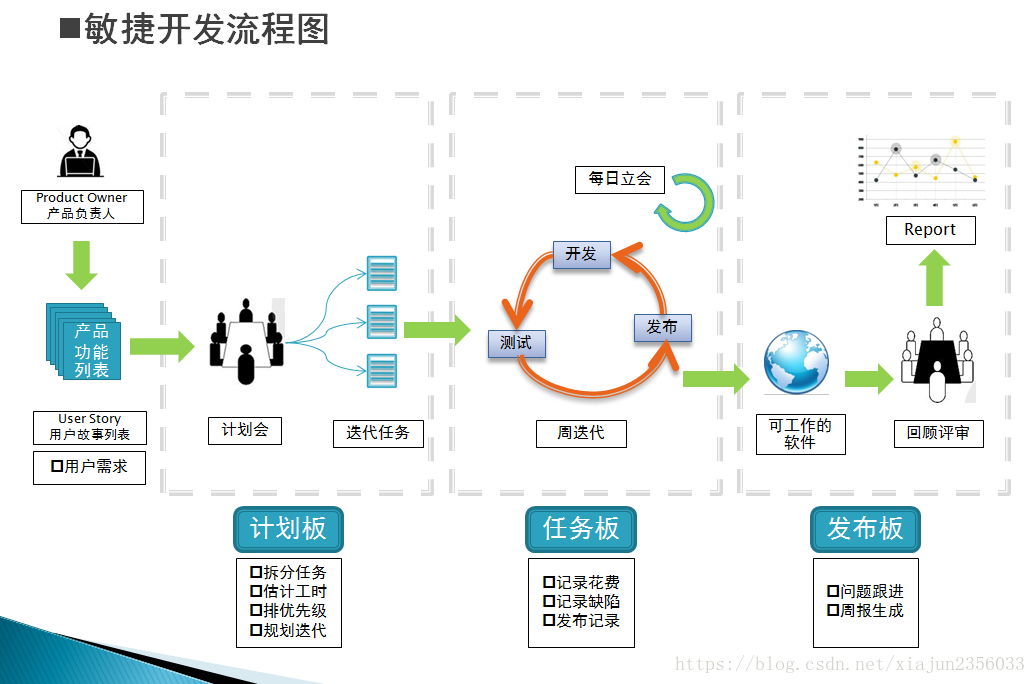 ■敏捷开发流程图
Product Owner
产品负责人
产品
功能
列表
User Story
用户故事列表
用户需求
计划会
迭代任务
每日立会
开发
测试
发布
周迭代
Report
可工作的
软件
回顾评审
计划板
拆分任务
估计工时
排优先级
规划迭代
任务板
记录花费
记录缺陷
发布记录
发布板
问题跟进
周报生成
https://blog.csdn.net/xiajun2356033